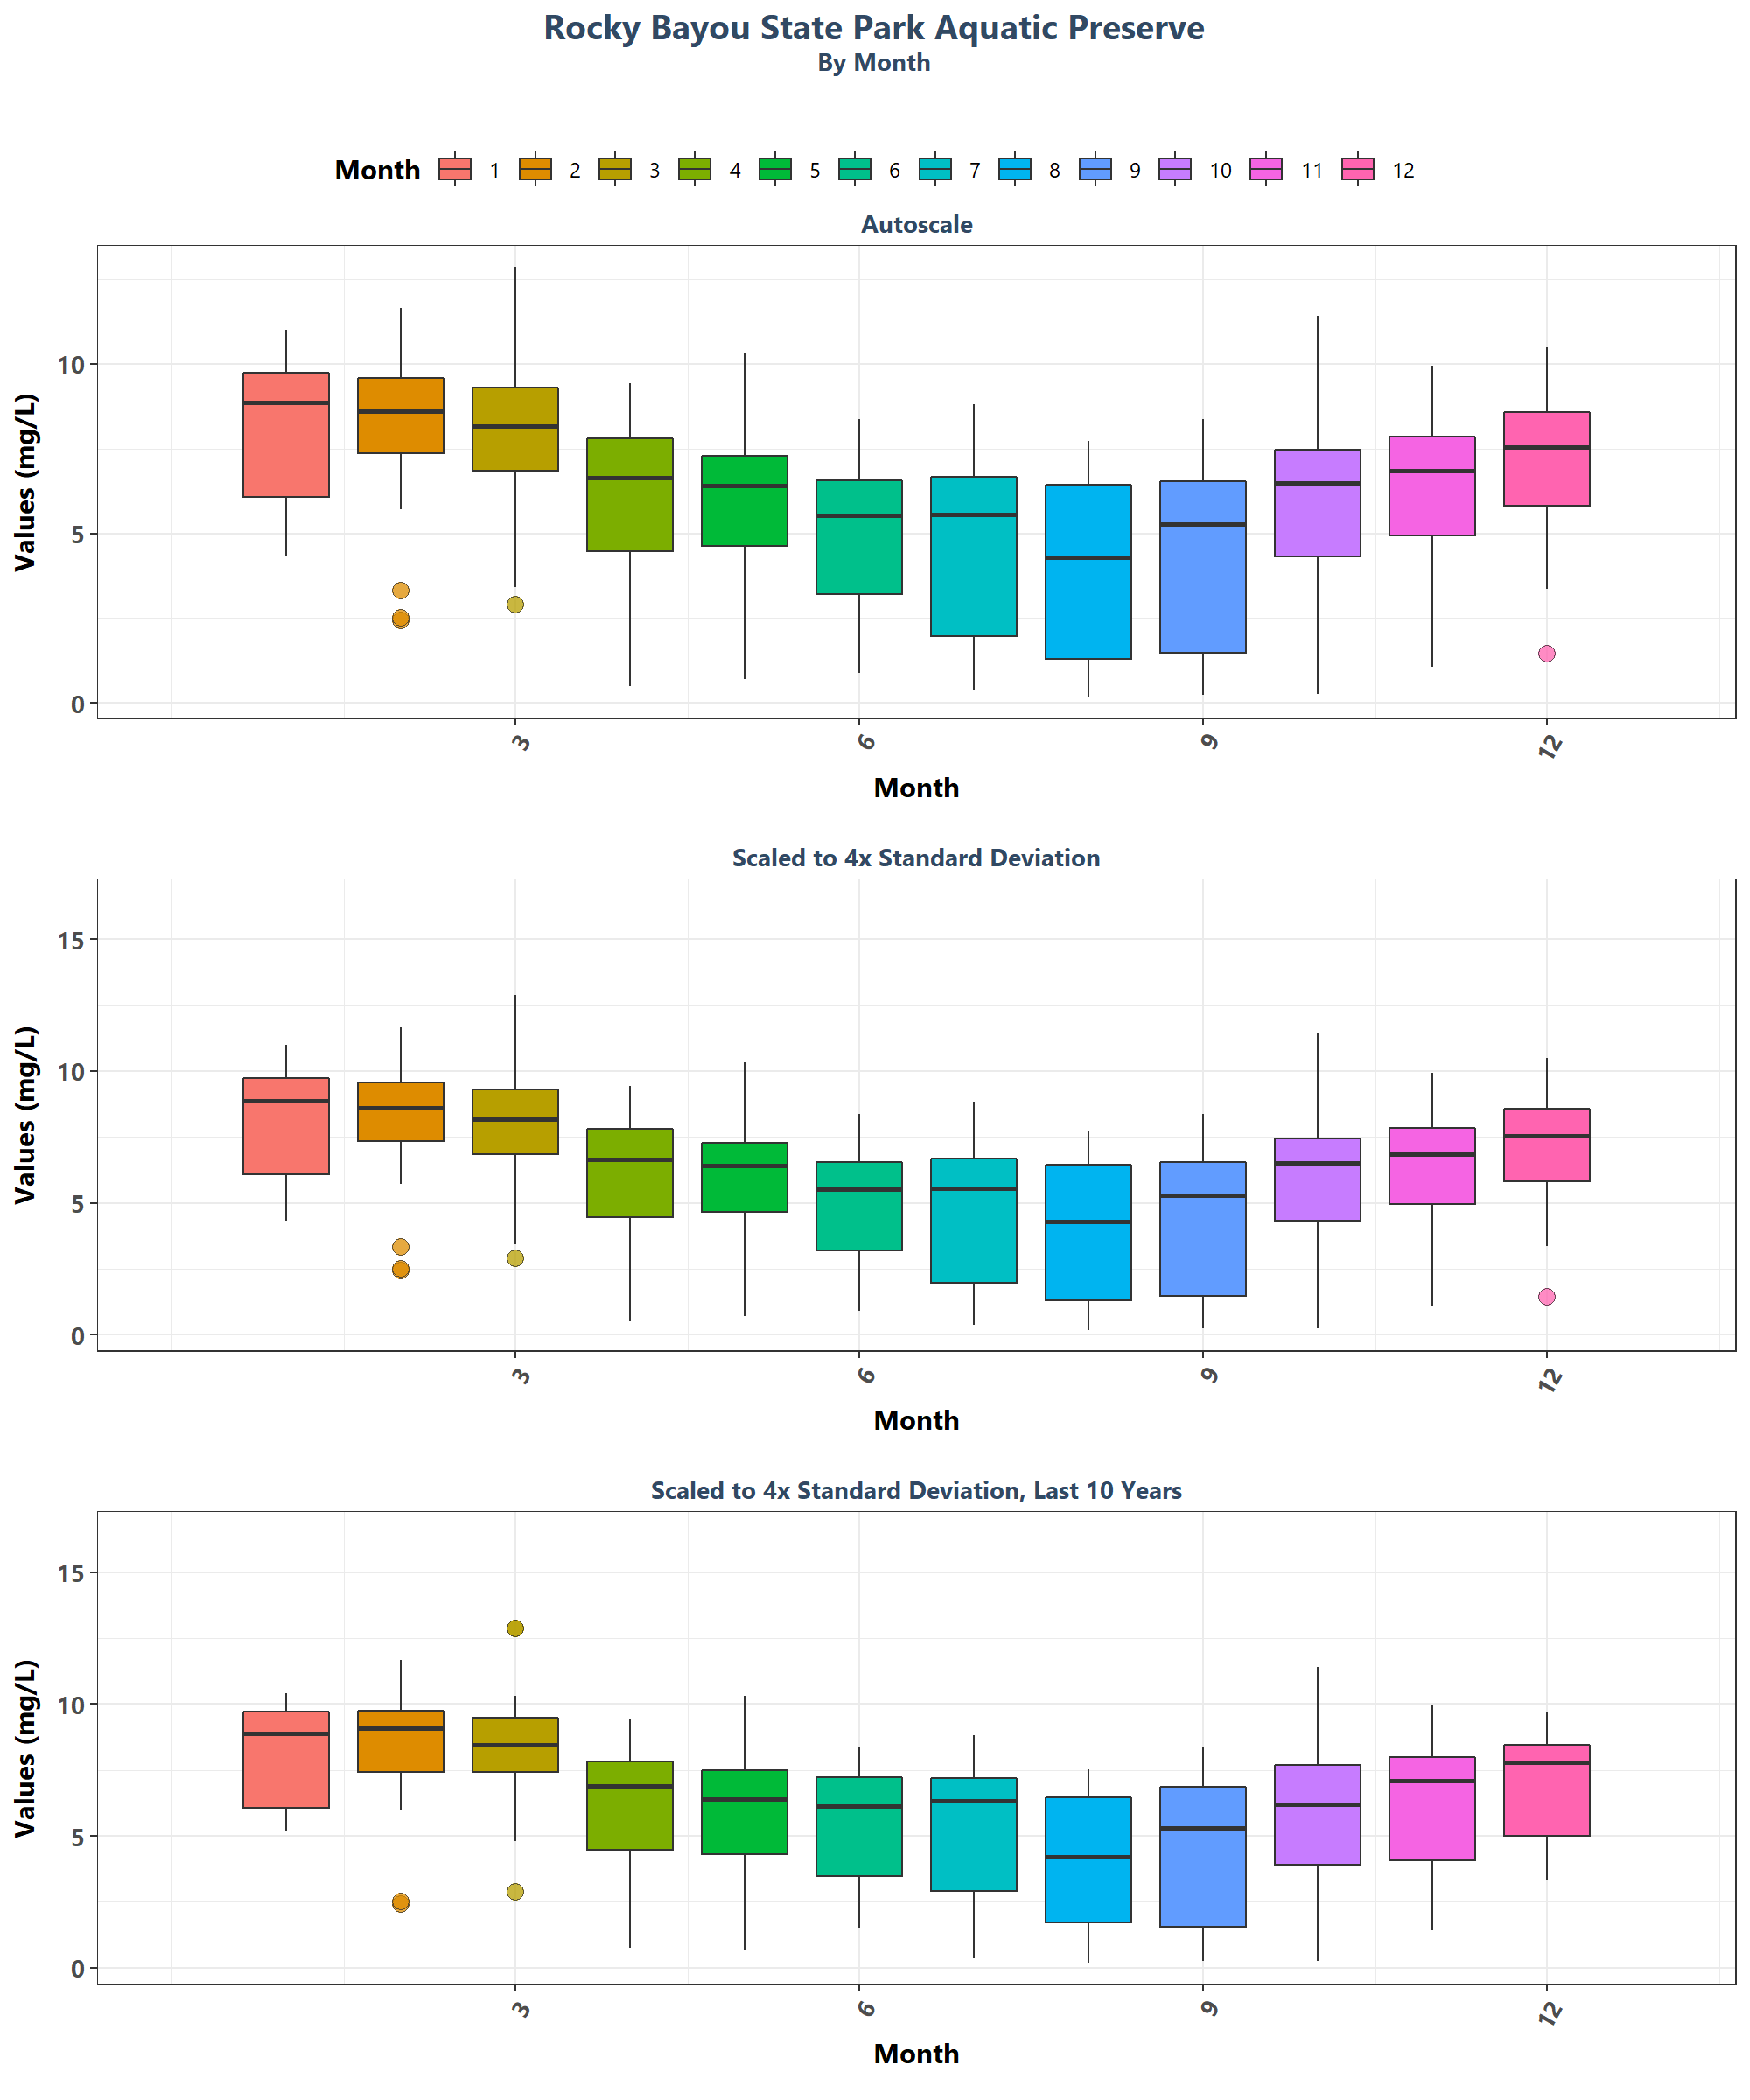 Rocky Bayou State Park Aquatic Preserve
By Month
Month 1 2 3 4 5 6 7 8 9 10 11 12
Autoscale
Values (mg/L)
10
5
0
3 6 9 12
Month
Scaled to 4x Standard Deviation
Values (mg/L)
15
10
5
0
3 6 9 12
Month
Scaled to 4x Standard Deviation, Last 10 Years
Values (mg/L)
15
10
5
0
3 6 9 12
Month